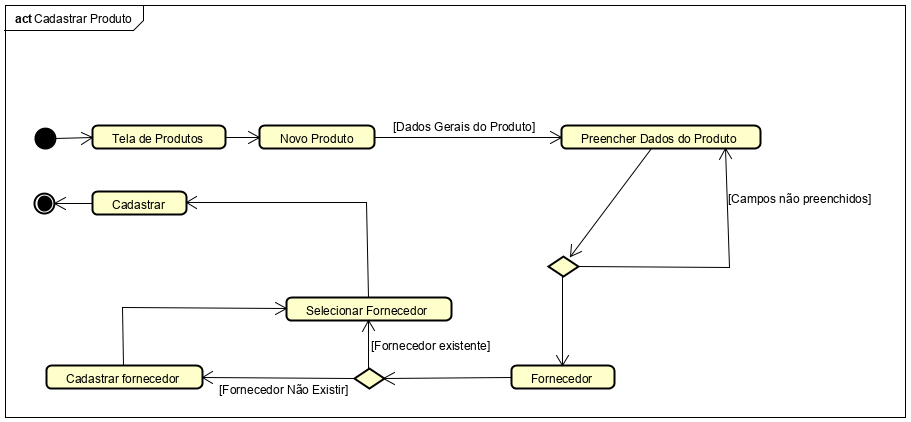 act Cadastrar Produto
[Dados Gerais do Produto]
Tela de Produtos
Novo Produto
Preencher Dados do Produto
Cadastrar
[Campos não preenchidos]
Selecionar Fornecedor
[Fornecedor existente]
Cadastrar fornecedor
[Fornecedor Não Existir]
Fornecedor